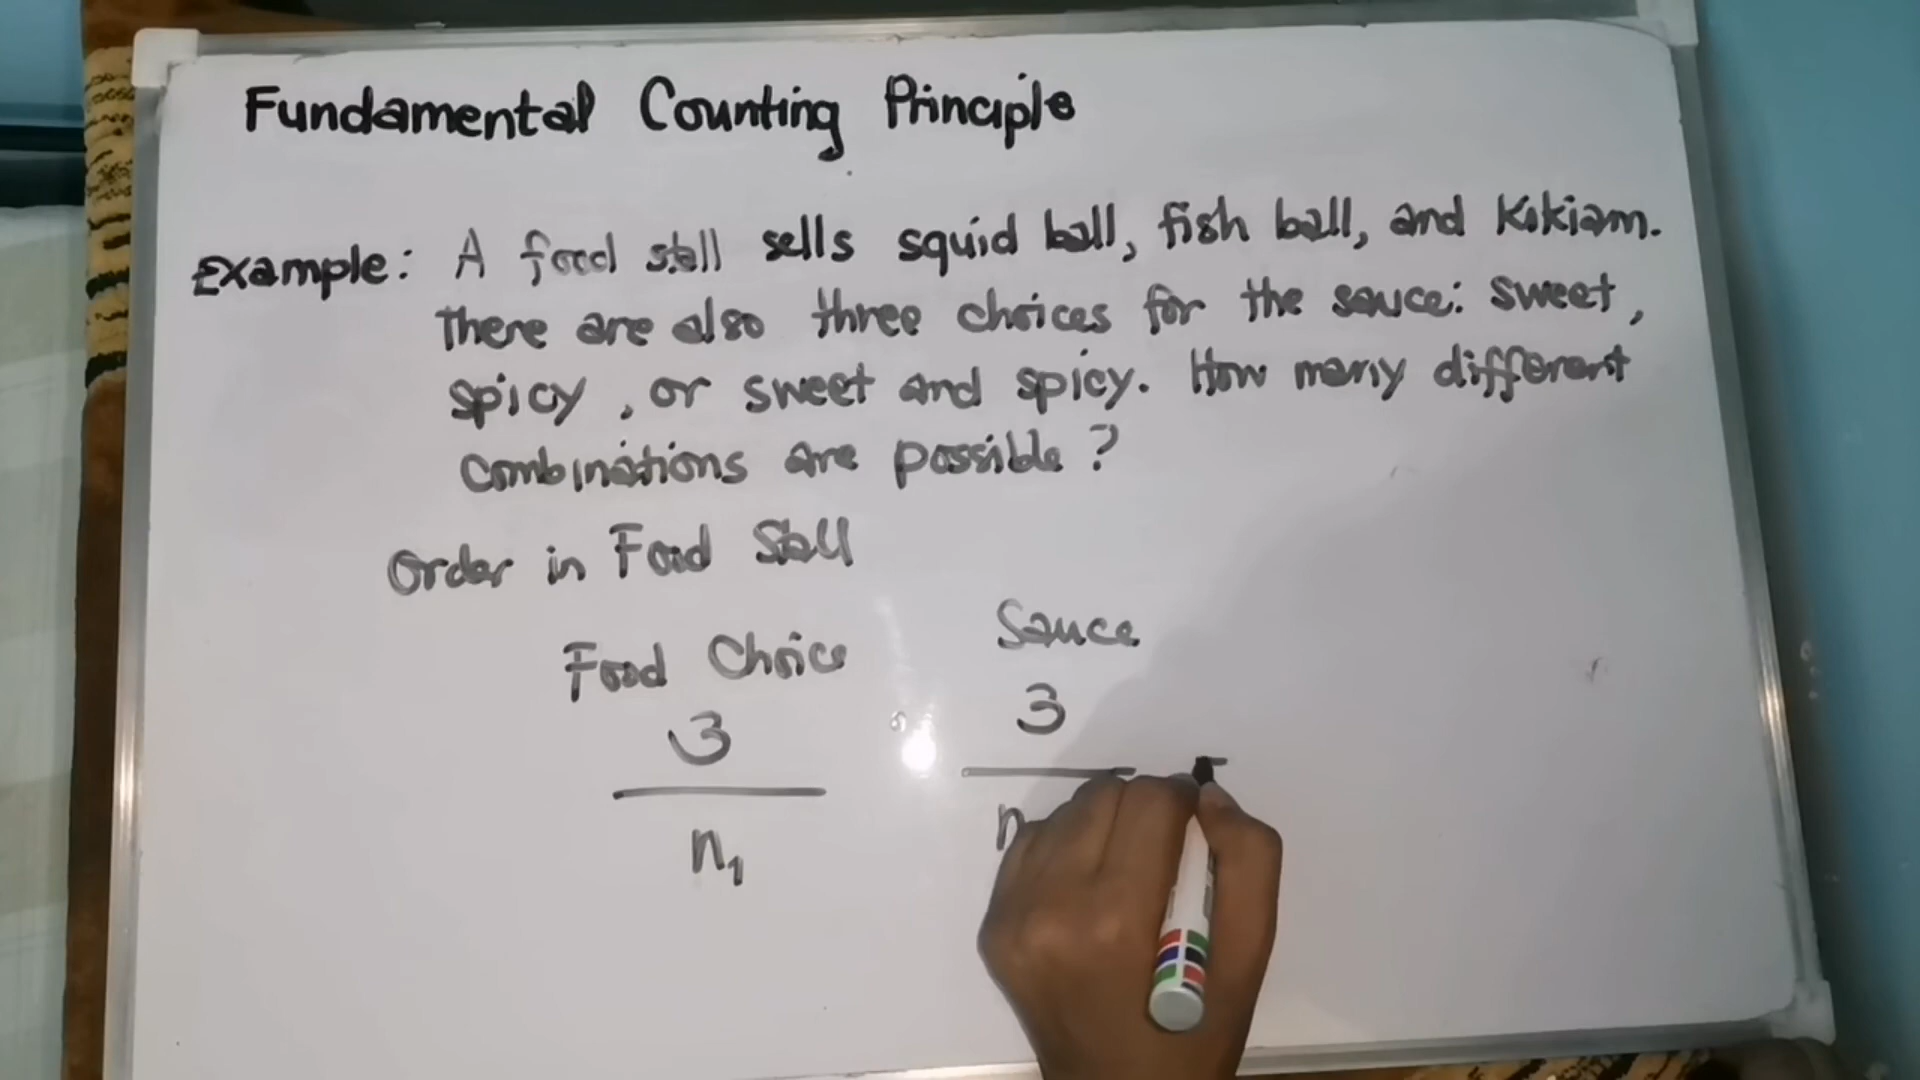 Fundamental Counting Principle
Example: A food stall sells squid ball, fish ball, and Kikiam.
There are also three choices for the sauce: sweet,
spicy, or sweet and spicy. How many different
combinations are possible?
Order in Food Stall
Food Choice Sauce
3 · 3
n₁ n